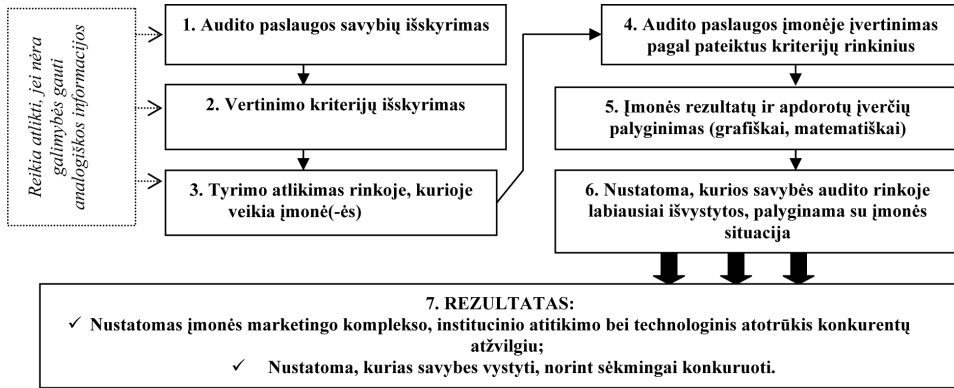 Reikia atlikti, jei nėra
galimybės gauti
analogiškos informacijos
1. Audito paslaugos savybių išskyrimas
2. Vertinimo kriterijų išskyrimas
3. Tyrimo atlikimas rinkoje, kurioje
veikia įmonė(-ės)
4. Audito paslaugos įmonėje įvertinimas
pagal pateiktus kriterijų rinkinius
5. Įmonės rezultatų ir apdorotų įverčių
palyginimas (grafiškai, matematiškai)
6. Nustatoma, kurios savybės audito rinkoje
labiausiai išvystytos, palyginama su įmonės
situacija
7. REZULTATAS:
✓ Nustatomas įmonės marketingo komplekso, institucinio atitikimo bei technologinis atotrūkis konkurentų
atžvilgiu;
✓ Nustatoma, kurias savybes vystyti, norint sėkmingai konkuruoti.